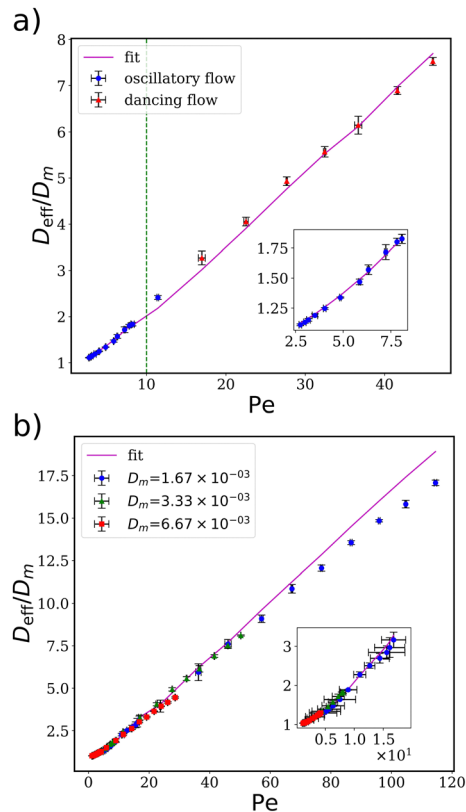 a)
8
7
6
5
4
3
2
1
D_eff/D_m
fit
oscillatory flow
dancing flow
1.75
1.50
1.25
2.5 5.0 7.5
0 10 20 30 40
Pe
b)
17.5
15.0
12.5
10.0
7.5
5.0
2.5
D_eff/D_m
fit
D_m=1.67 × 10^-03
D_m=3.33 × 10^-03
D_m=6.67 × 10^-03
3
2
1
0.5 1.0 1.5
×10^1
0 20 40 60 80 100 120
Pe